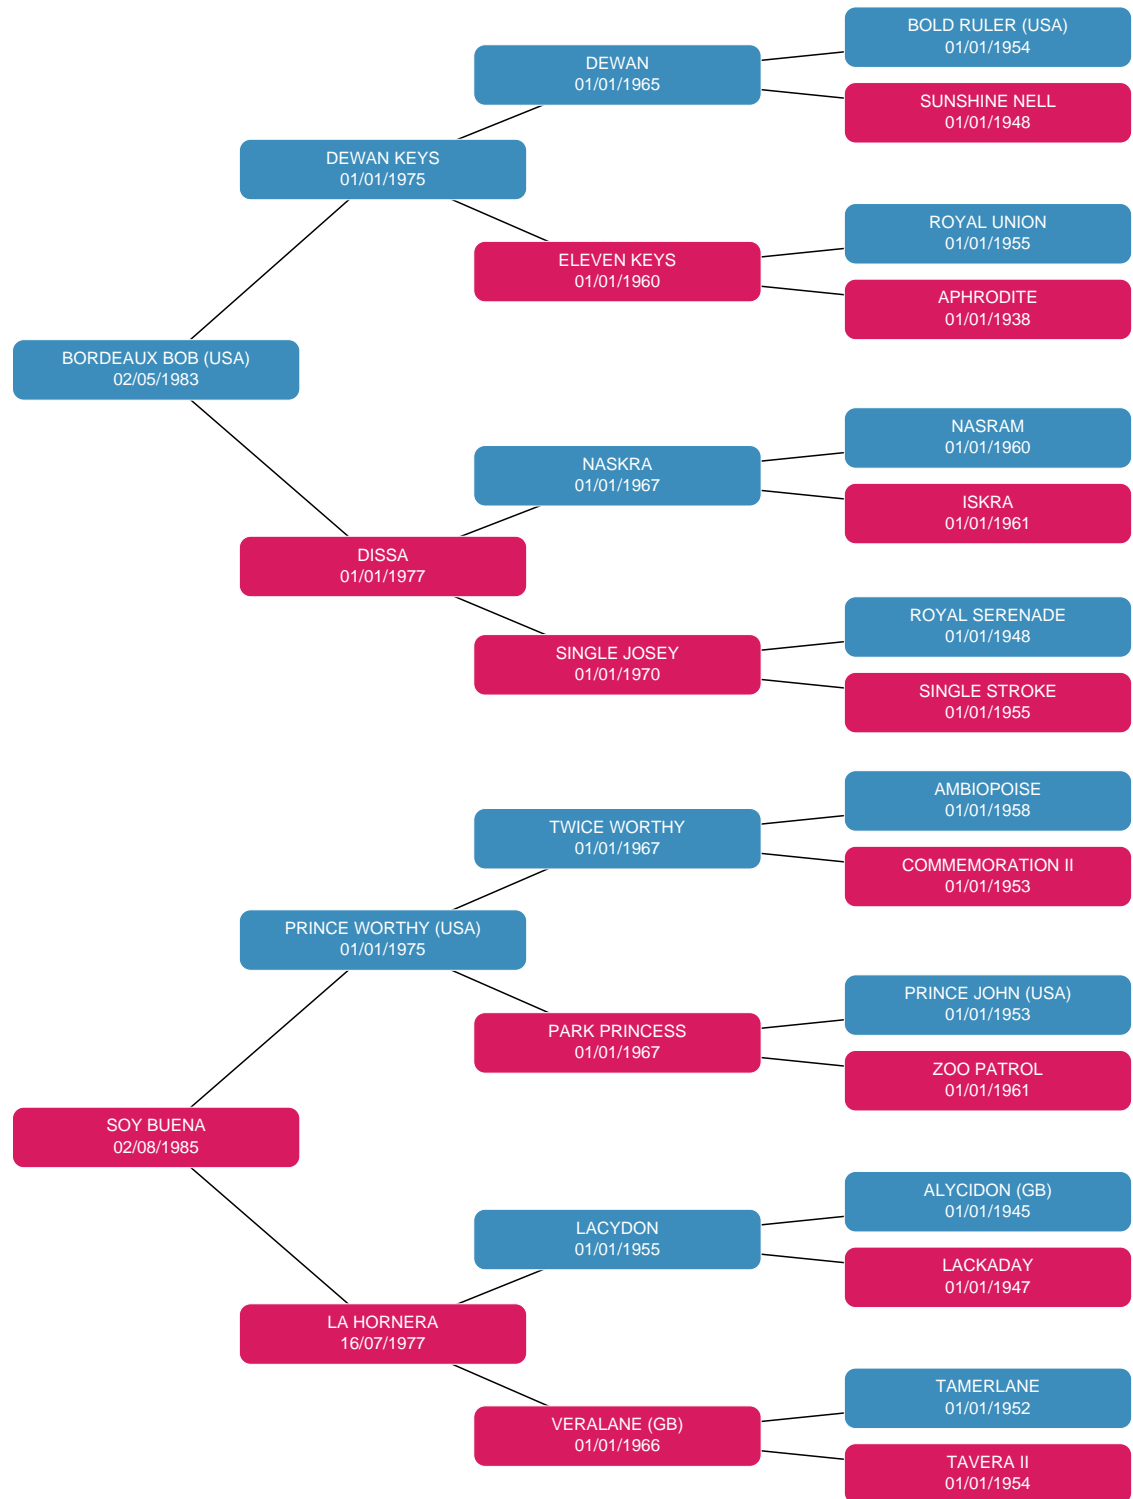 BOLD RULER (USA)
01/01/1954
DEWAN
01/01/1965
SUNSHINE NELL
01/01/1948
DEWAN KEYS
01/01/1975
ROYAL UNION
01/01/1955
ELEVEN KEYS
01/01/1960
APHRODITE
01/01/1938
BORDEAUX BOB (USA)
02/05/1983
NASRAM
01/01/1960
NASKRA
01/01/1967
ISKRA
01/01/1961
DISSA
01/01/1977
ROYAL SERENADE
01/01/1948
SINGLE JOSEY
01/01/1970
SINGLE STROKE
01/01/1955
AMBIOPOISE
01/01/1958
TWICE WORTHY
01/01/1967
COMMEMORATION II
01/01/1953
PRINCE WORTHY (USA)
01/01/1975
PRINCE JOHN (USA)
01/01/1953
PARK PRINCESS
01/01/1967
ZOO PATROL
01/01/1961
SOY BUENA
02/08/1985
ALYCIDON (GB)
01/01/1945
LACYDON
01/01/1955
LACKADAY
01/01/1947
LA HORNERA
16/07/1977
TAMERLANE
01/01/1952
VERALANE (GB)
01/01/1966
TAVERA II
01/01/1954